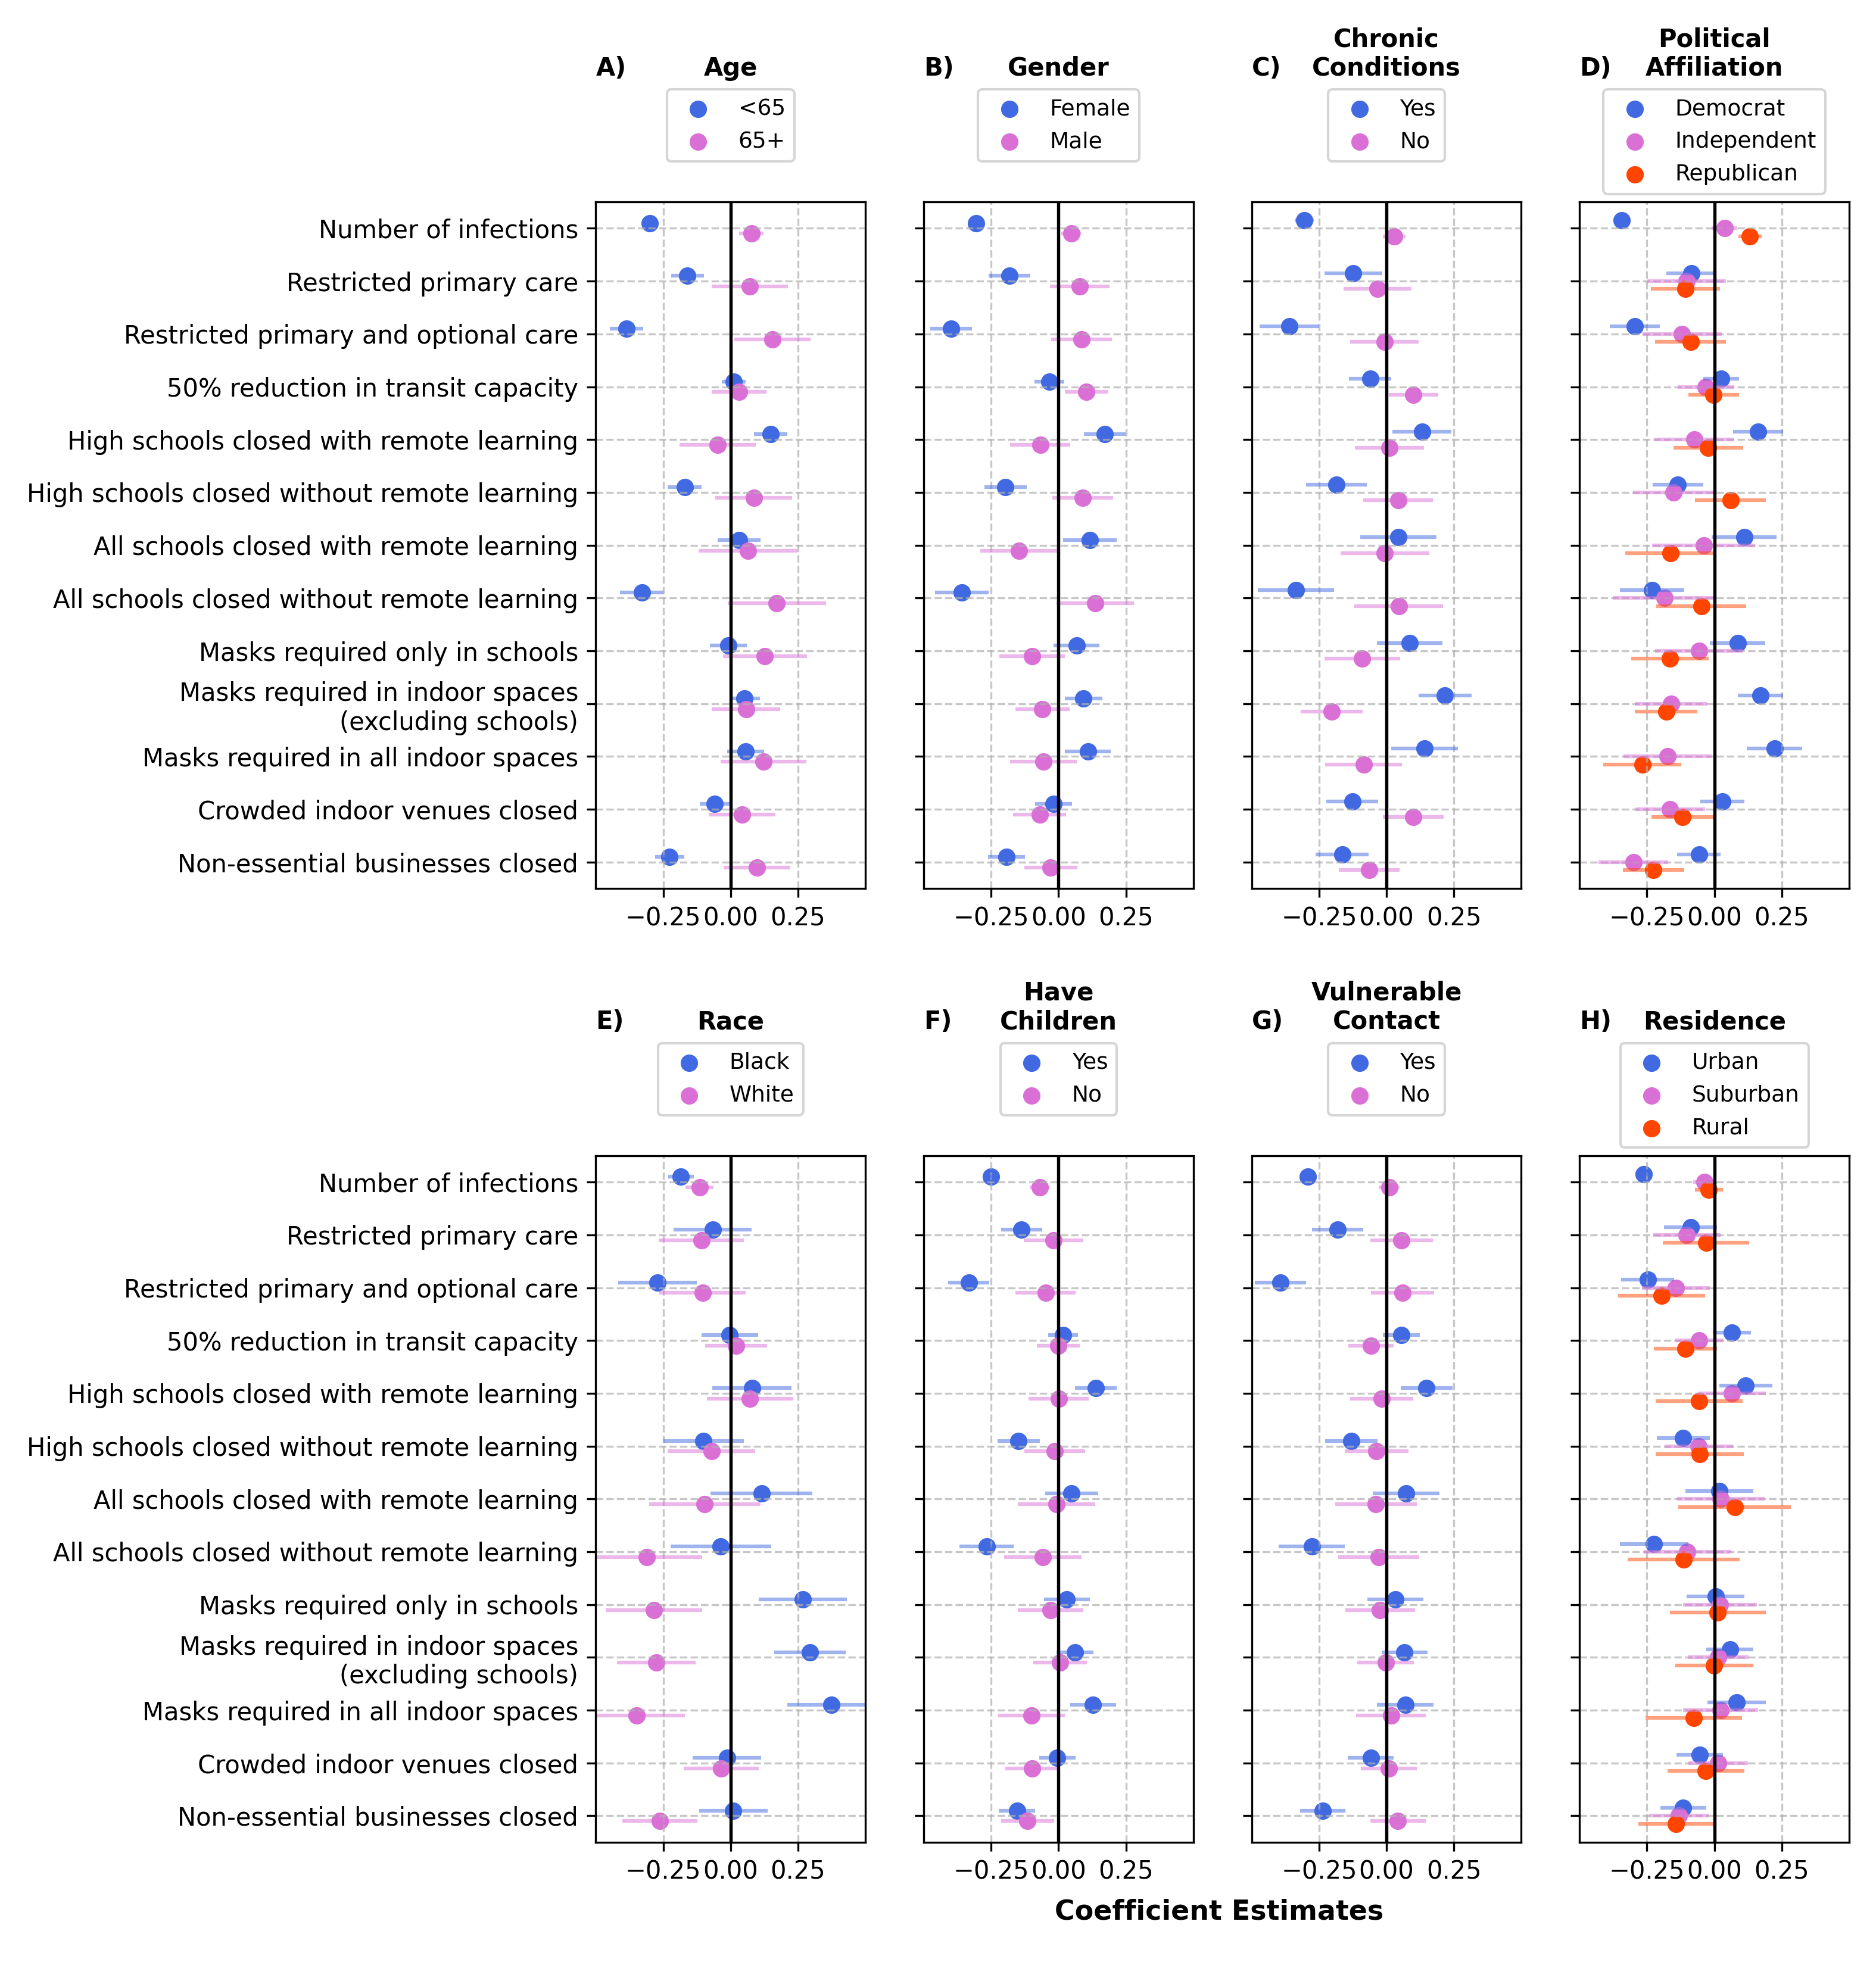 A) Age
<65
65+
B) Gender
Female
Male
C) Chronic
Conditions
Yes
No
D) Political
Affiliation
Democrat
Independent
Republican
Number of infections
Restricted primary care
Restricted primary and optional care
50% reduction in transit capacity
High schools closed with remote learning
High schools closed without remote learning
All schools closed with remote learning
All schools closed without remote learning
Masks required only in schools
Masks required in indoor spaces
(excluding schools)
Masks required in all indoor spaces
Crowded indoor venues closed
Non-essential businesses closed
−0.25 0.00 0.25
−0.25 0.00 0.25
−0.25 0.00 0.25
−0.25 0.00 0.25
E) Race
Black
White
F) Have
Children
Yes
No
G) Vulnerable
Contact
Yes
No
H) Residence
Urban
Suburban
Rural
Number of infections
Restricted primary care
Restricted primary and optional care
50% reduction in transit capacity
High schools closed with remote learning
High schools closed without remote learning
All schools closed with remote learning
All schools closed without remote learning
Masks required only in schools
Masks required in indoor spaces
(excluding schools)
Masks required in all indoor spaces
Crowded indoor venues closed
Non-essential businesses closed
−0.25 0.00 0.25
−0.25 0.00 0.25
−0.25 0.00 0.25
−0.25 0.00 0.25
Coefficient Estimates